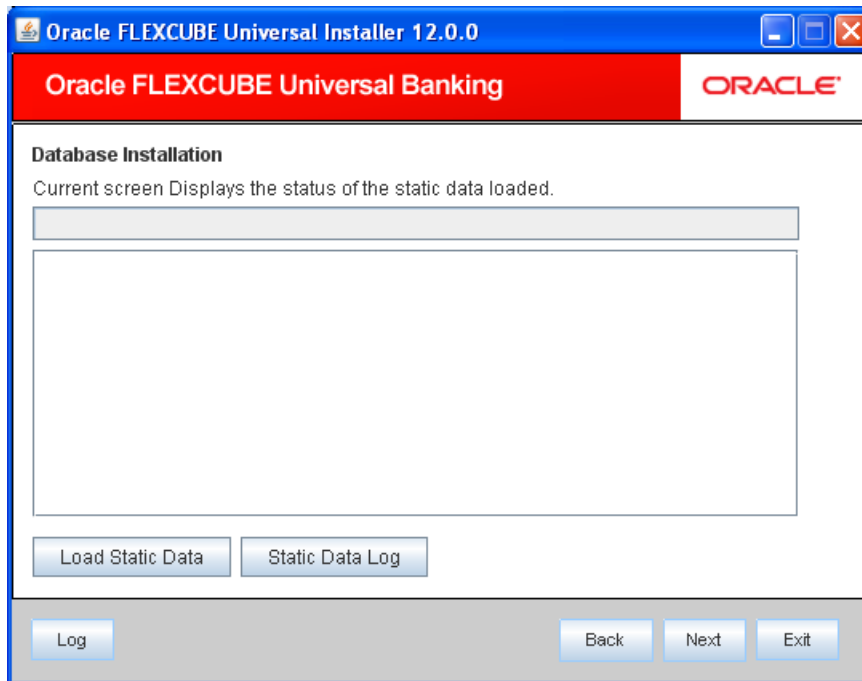 Oracle FLEXCUBE Universal Installer 12.0.0
Oracle FLEXCUBE Universal Banking
ORACLE
Database Installation
Current screen Displays the status of the static data loaded.
Load Static Data Static Data Log
Log Back Next Exit